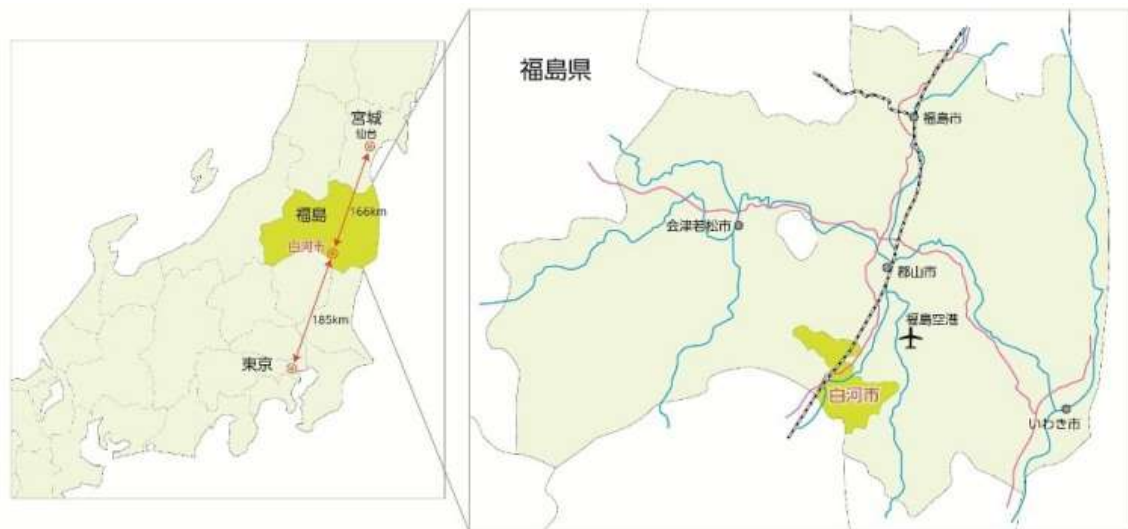 宮城
仙台
福島
166km
白河市
185km
東京
福島県
福島市
会津若松市
郡山市
福島空港
白河市
いわき市